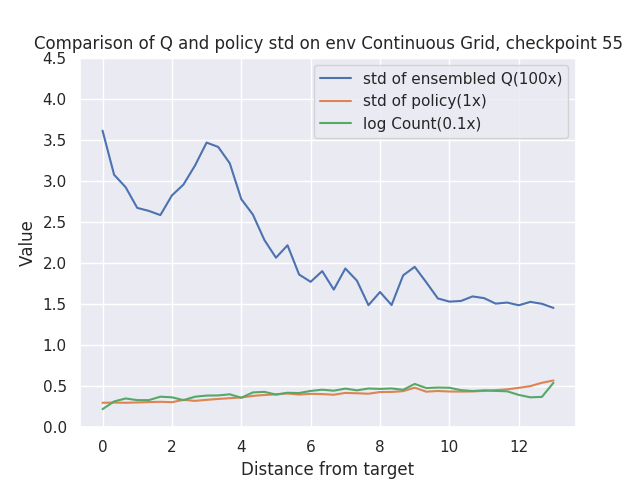 Comparison of Q and policy std on env Continuous Grid, checkpoint 55
std of ensembled Q(100x)
std of policy(1x)
log Count(0.1x)
Value
4.5
4.0
3.5
3.0
2.5
2.0
1.5
1.0
0.5
0.0
0 2 4 6 8 10 12
Distance from target